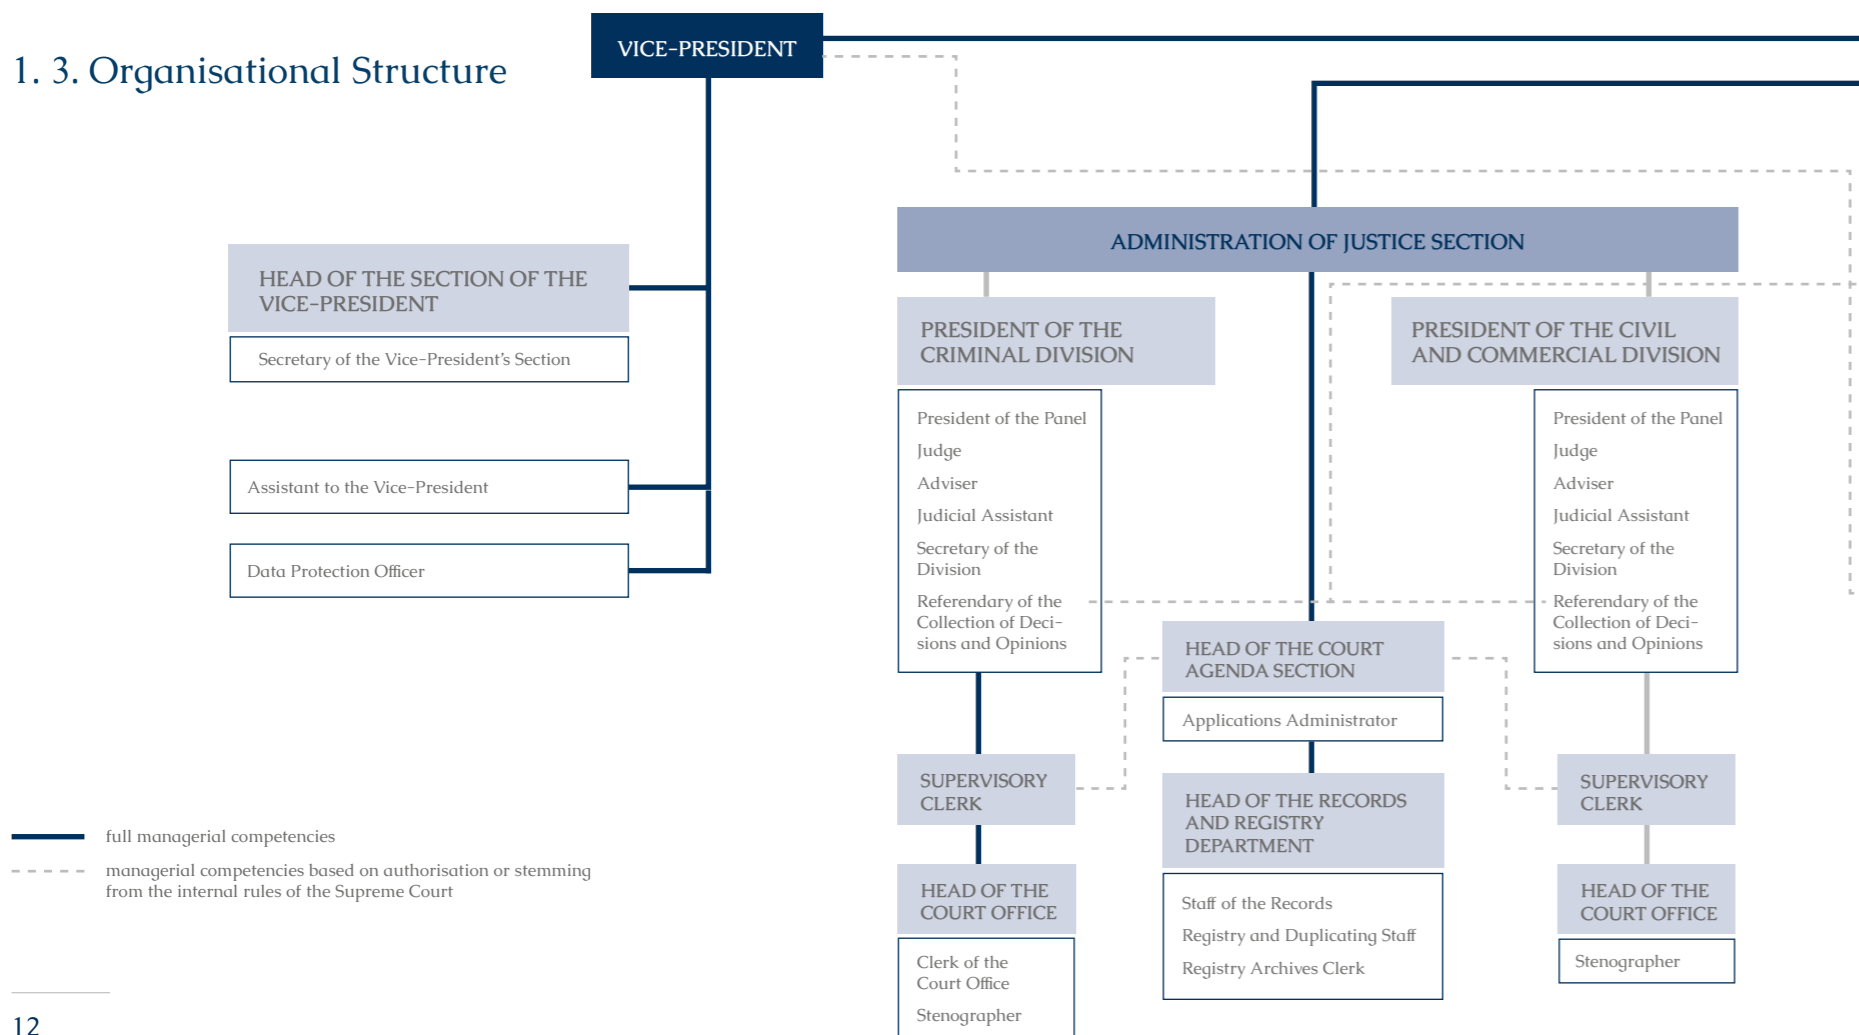 1. 3. Organisational Structure
VICE-PRESIDENT
HEAD OF THE SECTION OF THE
VICE-PRESIDENT
Secretary of the Vice-President's Section
Assistant to the Vice-President
Data Protection Officer
ADMINISTRATION OF JUSTICE SECTION
PRESIDENT OF THE
CRIMINAL DIVISION
President of the Panel
Judge
Adviser
Judicial Assistant
Secretary of the
Division
Referendary of the
Collection of Deci-
sions and Opinions
SUPERVISORY
CLERK
HEAD OF THE
COURT OFFICE
Clerk of the
Court Office
Stenographer
HEAD OF THE COURT
AGENDA SECTION
Applications Administrator
HEAD OF THE RECORDS
AND REGISTRY
DEPARTMENT
Staff of the Records
Registry and Duplicating Staff
Registry Archives Clerk
PRESIDENT OF THE CIVIL
AND COMMERCIAL DIVISION
President of the Panel
Judge
Adviser
Judicial Assistant
Secretary of the
Division
Referendary of the
Collection of Deci-
sions and Opinions
SUPERVISORY
CLERK
HEAD OF THE
COURT OFFICE
Stenographer
full managerial competencies
managerial competencies based on authorisation or stemming
from the internal rules of the Supreme Court
12